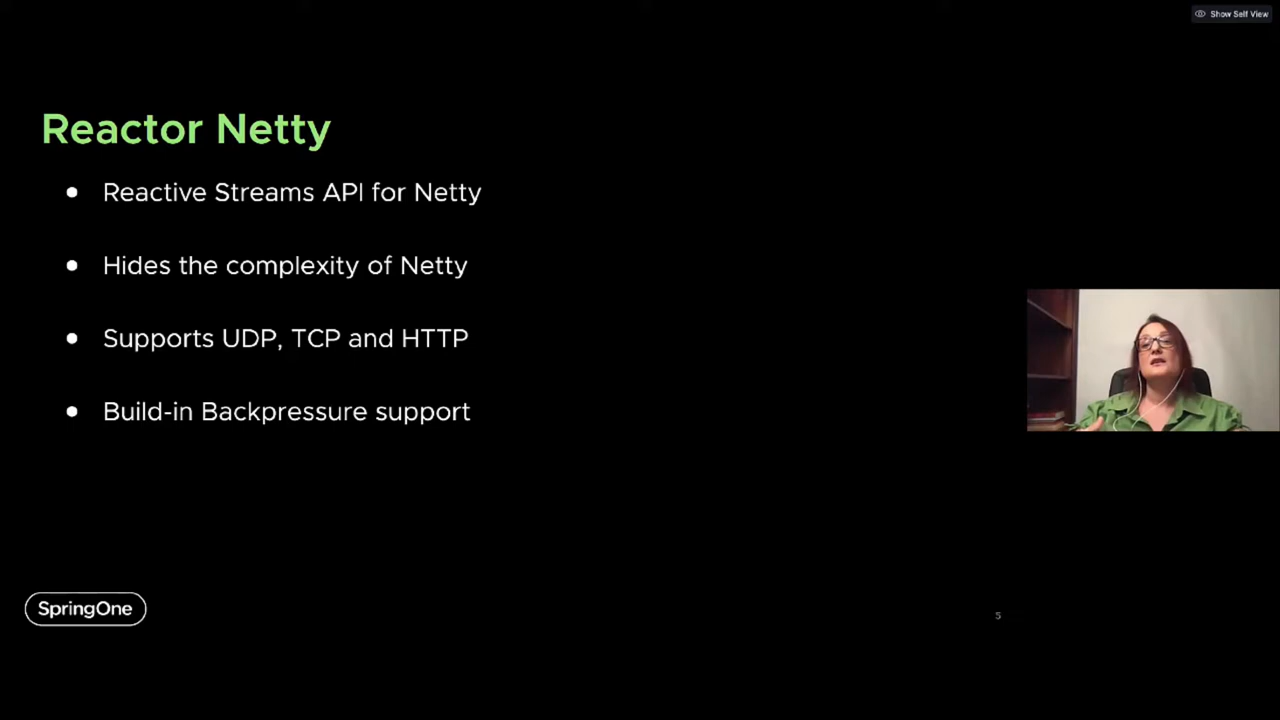 Show Self View
Reactor Netty
• Reactive Streams API for Netty
• Hides the complexity of Netty
• Supports UDP, TCP and HTTP
• Build-in Backpressure support
SpringOne
5